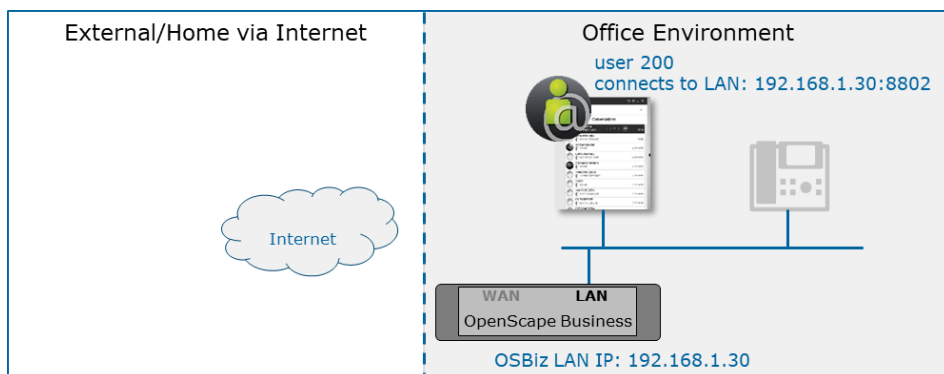 External/Home via Internet
Office Environment
user 200
connects to LAN: 192.168.1.30:8802
@
Conversations
Internet
WAN LAN
OpenScape Business
OSBiz LAN IP: 192.168.1.30